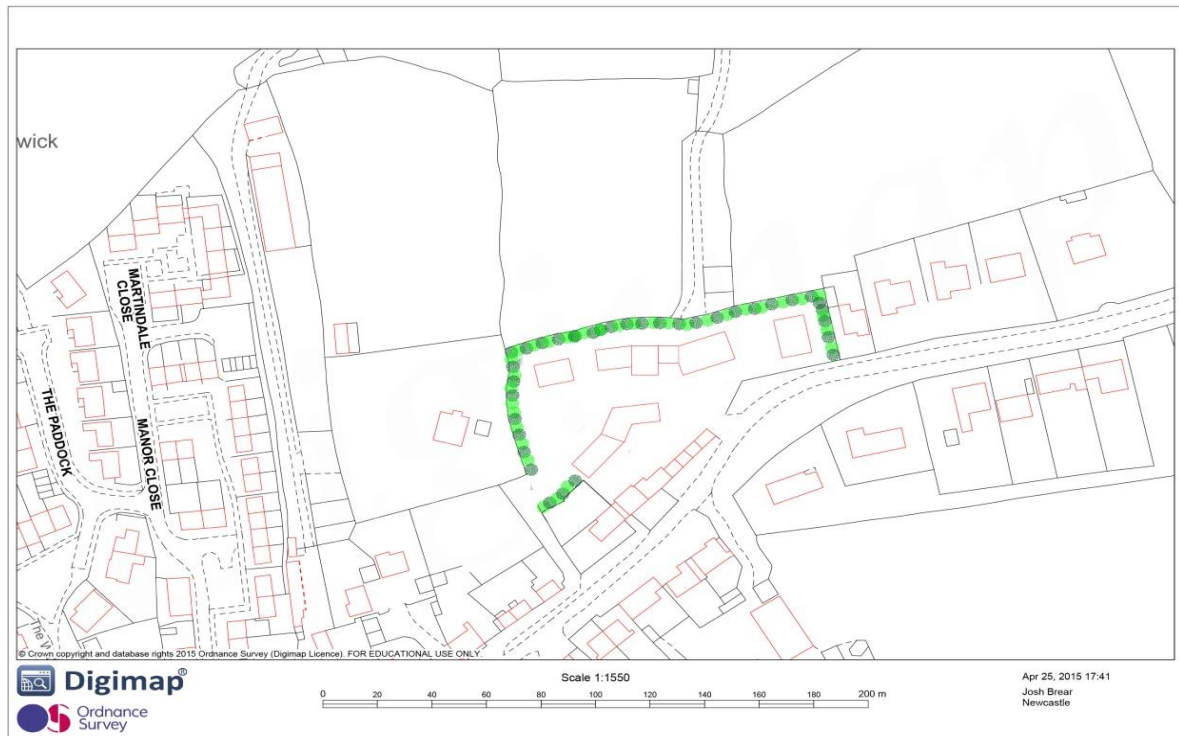 wick
MARTINDALE
CLOSE
THE PADDOCK
MANOR CLOSE
© Crown copyright and database rights 2015 Ordnance Survey (Digimap Licence). FOR EDUCATIONAL USE ONLY.
Digimap®
Ordnance
Survey
Scale 1:1550
0 20 40 60 80 100 120 140 160 180 200 m
Apr 25, 2015 17:41
Josh Brear
Newcastle